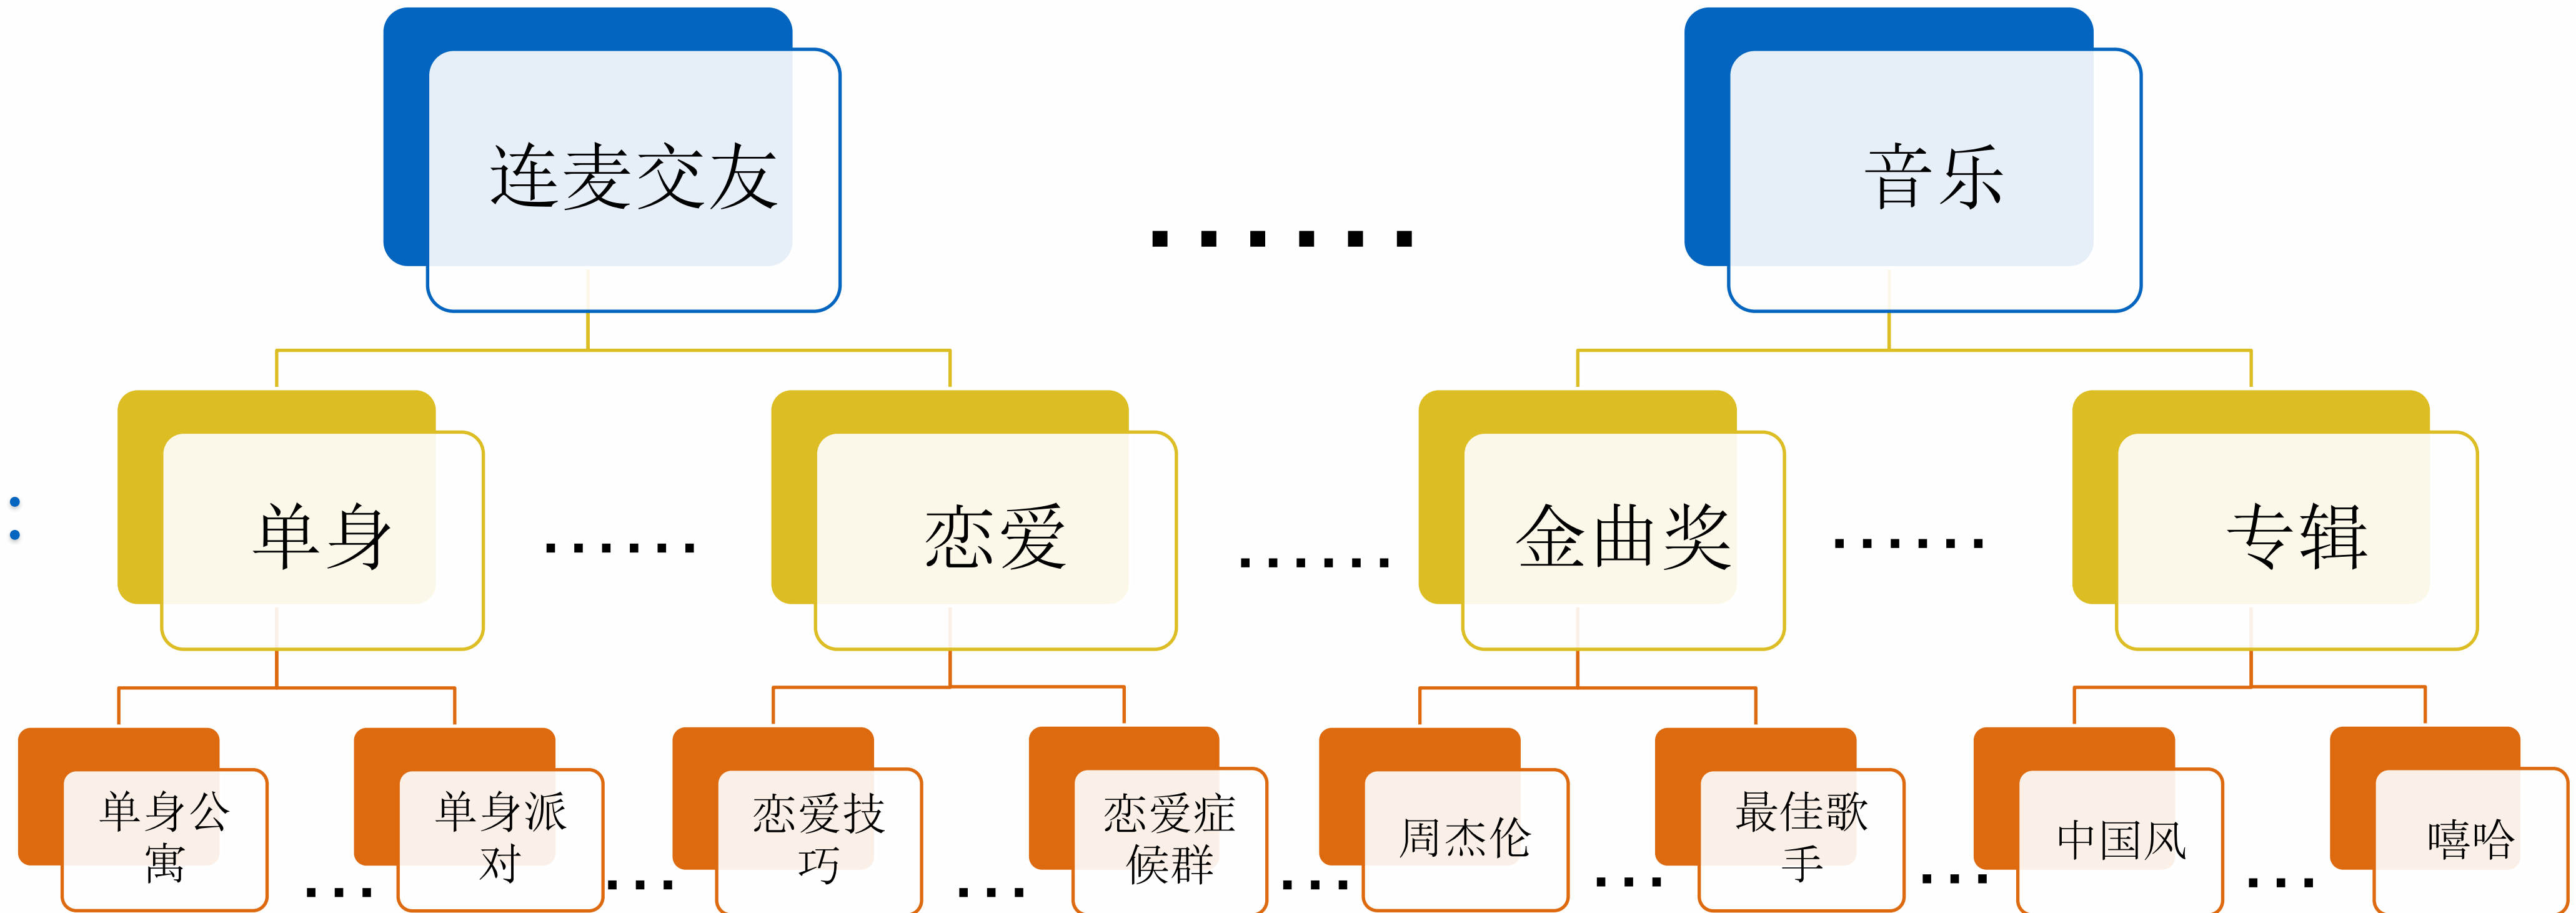 连麦交友
......
音乐
单身
......
恋爱
......
金曲奖
......
专辑
单身公
寓
...
单身派
对
...
恋爱技
巧
...
恋爱症
候群
...
周杰伦
...
最佳歌
手
...
中国风
...
嘻哈